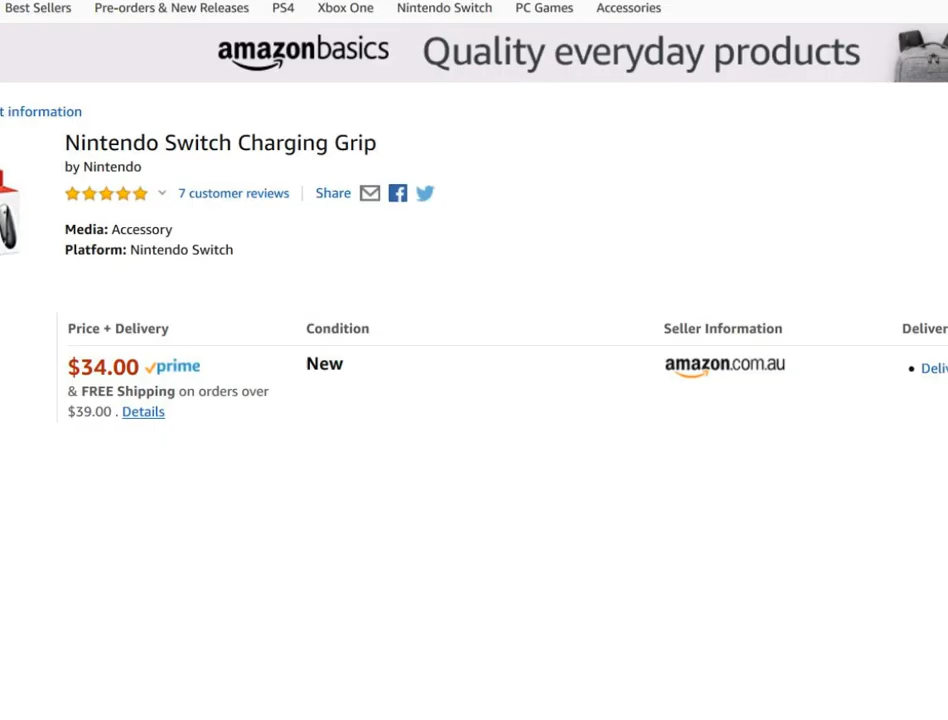 Best Sellers Pre-orders & New Releases PS4 Xbox One Nintendo Switch PC Games Accessories
amazonbasics Quality everyday products
t information
Nintendo Switch Charging Grip
by Nintendo
7 customer reviews | Share
Media: Accessory
Platform: Nintendo Switch
Price + Delivery Condition Seller Information Deliver
$34.00 prime New amazon.com.au • Deliv
& FREE Shipping on orders over
$39.00 . Details